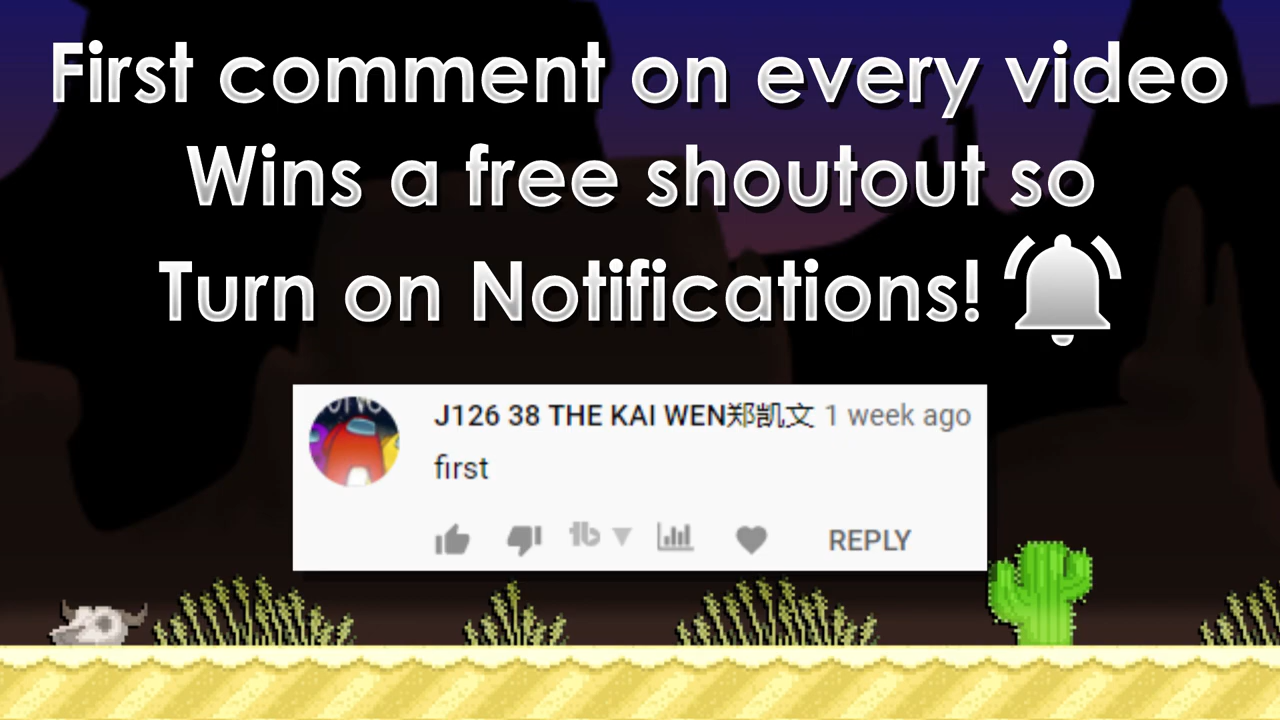 First comment on every video
Wins a free shoutout so
Turn on Notifications!
J126 38 THE KAI WEN郑凯文 1 week ago
first
REPLY